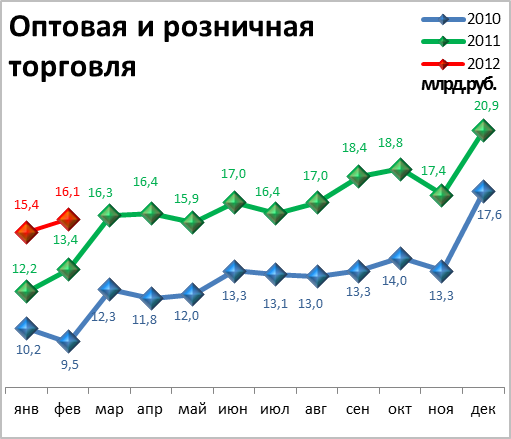 Оптовая и розничная
торговля
2010
2011
2012
млрд.руб.
15,4 16,1
12,2 13,4 16,3 16,4 15,9 17,0 16,4 17,0 18,4 18,8 17,4 20,9
10,2 9,5 12,3 11,8 12,0 13,3 13,1 13,0 13,3 14,0 13,3 17,6
янв фев мар апр май июн июл авг сен окт ноя дек